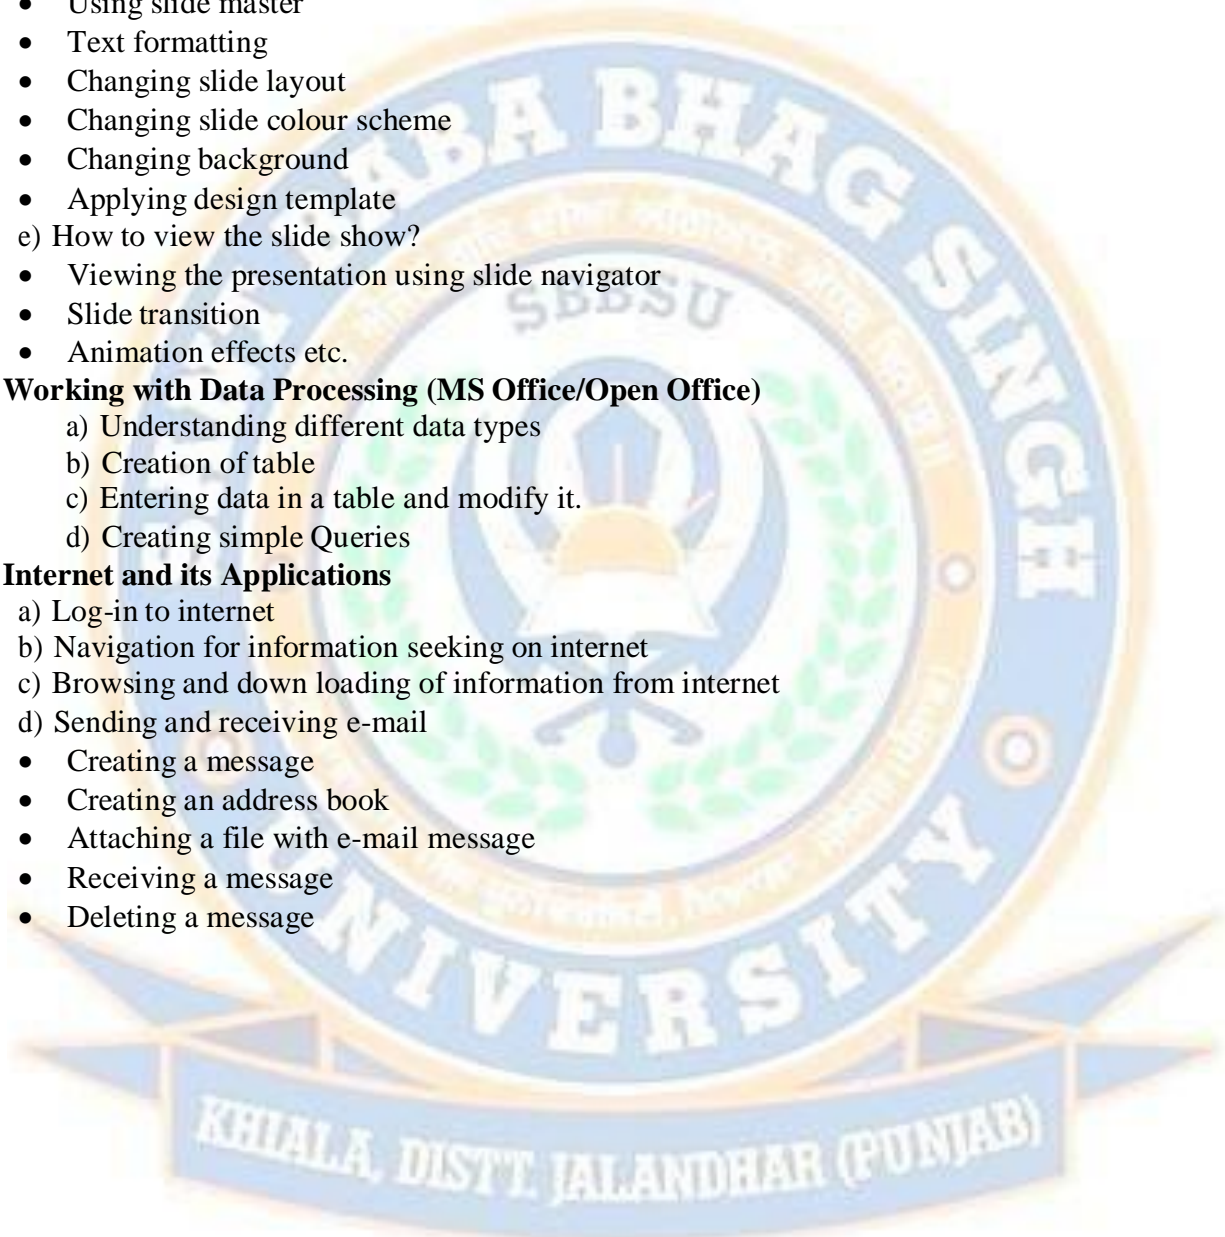 • Using slide master
• Text formatting
• Changing slide layout
• Changing slide colour scheme
• Changing background
• Applying design template
e) How to view the slide show?
• Viewing the presentation using slide navigator
• Slide transition
• Animation effects etc.
Working with Data Processing (MS Office/Open Office)
a) Understanding different data types
b) Creation of table
c) Entering data in a table and modify it.
d) Creating simple Queries
Internet and its Applications
a) Log-in to internet
b) Navigation for information seeking on internet
c) Browsing and down loading of information from internet
d) Sending and receiving e-mail
• Creating a message
• Creating an address book
• Attaching a file with e-mail message
• Receiving a message
• Deleting a message
BABA BHAG SINGH
UNIVERSITY
SBBSU
KHIALA, DISTT. JALANDHAR (PUNJAB)